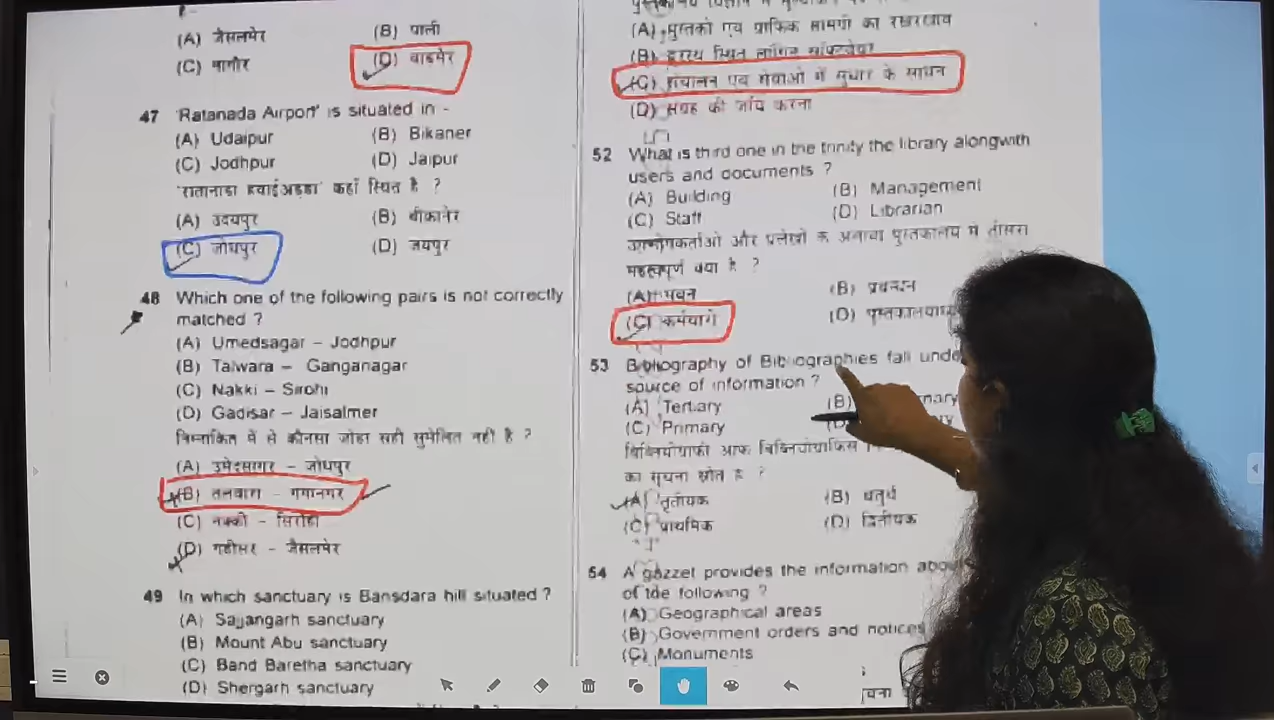 (A) जैसलमेर (B) पाली
(C) नागौर (D) बाडमेर
47 'Ratanada Airport' is situated in -
(A) Udaipur (B) Bikaner
(C) Jodhpur (D) Jaipur
'रातानाडा हवाईअड्डा' कहाँ स्थित है ?
(A) उदयपुर (B) बीकानेर
(C) जोधपुर (D) जयपुर
48 Which one of the following pairs is not correctly
matched ?
(A) Umedsagar – Jodhpur
(B) Talwara – Ganganagar
(C) Nakki – Sirohi
(D) Gadisar – Jaisalmer
निम्नांकित में से कौनसा जोडा सही सुमेलित नहीं है ?
(A) उमेदसागर – जोधपुर
(B) तलवारा – गंगानगर
(C) नक्की – सिरोही
(D) गडीसर – जैसलमेर
49 In which sanctuary is Bansdara hill situated ?
(A) Sajjangarh sanctuary
(B) Mount Abu sanctuary
(C) Band Baretha sanctuary
(D) Shergarh sanctuary
(A) पुस्तकों एवं ग्राफिक सामग्री का रखरखाव
(B) दूरस्थ स्थित लॉगिन सॉफ्टवेयर
(C) संचालन एवं सेवाओं में सुधार के साधन
(D) संग्रह की जाँच करना
52 What is third one in the trinity the library alongwith
users and documents ?
(A) Building (B) Management
(C) Staff (D) Librarian
उपभोगकर्ताओं और प्रलेखों के अलावा पुस्तकालय में तीसरा
महत्वपूर्ण क्या है ?
(A) भवन (B) प्रबन्धन
(C) कर्मचारी (D)
53 Bibliography of Bibliographies fall
source of information ?
(A) Tertiary (B)
(C) Primary
बिब्लियोग्राफी आफ बिब्लियोग्राफिस
का सूचना स्रोत है ?
(A) तृतीयक (B) चतुर्थ
(C) प्राथमिक (D) द्वितीयक
54 A gazzet provides the information
of the following ?
(A) Geographical areas
(B) Government orders and notices
(C) Monuments